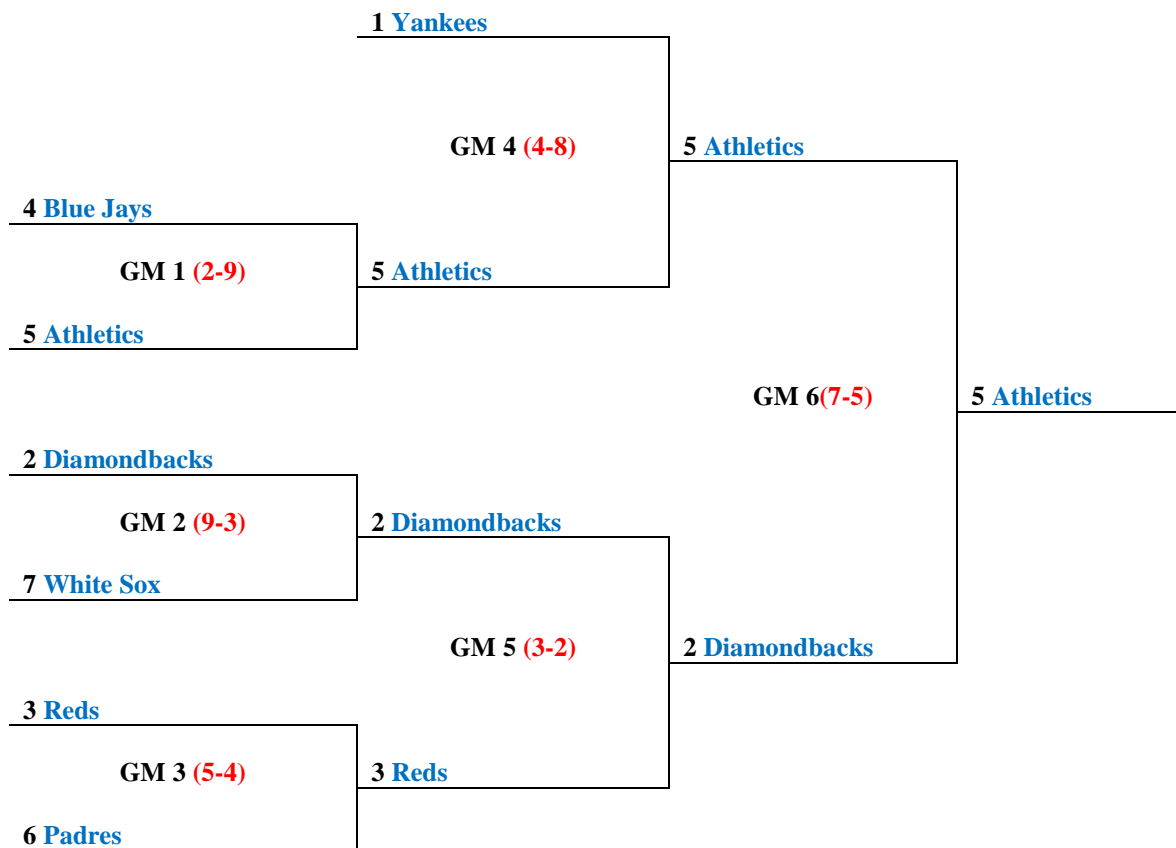 1 Yankees
GM 4 (4-8)
5 Athletics
4 Blue Jays
GM 1 (2-9)
5 Athletics
5 Athletics
GM 6(7-5)
5 Athletics
2 Diamondbacks
GM 2 (9-3)
2 Diamondbacks
7 White Sox
GM 5 (3-2)
2 Diamondbacks
3 Reds
GM 3 (5-4)
3 Reds
6 Padres